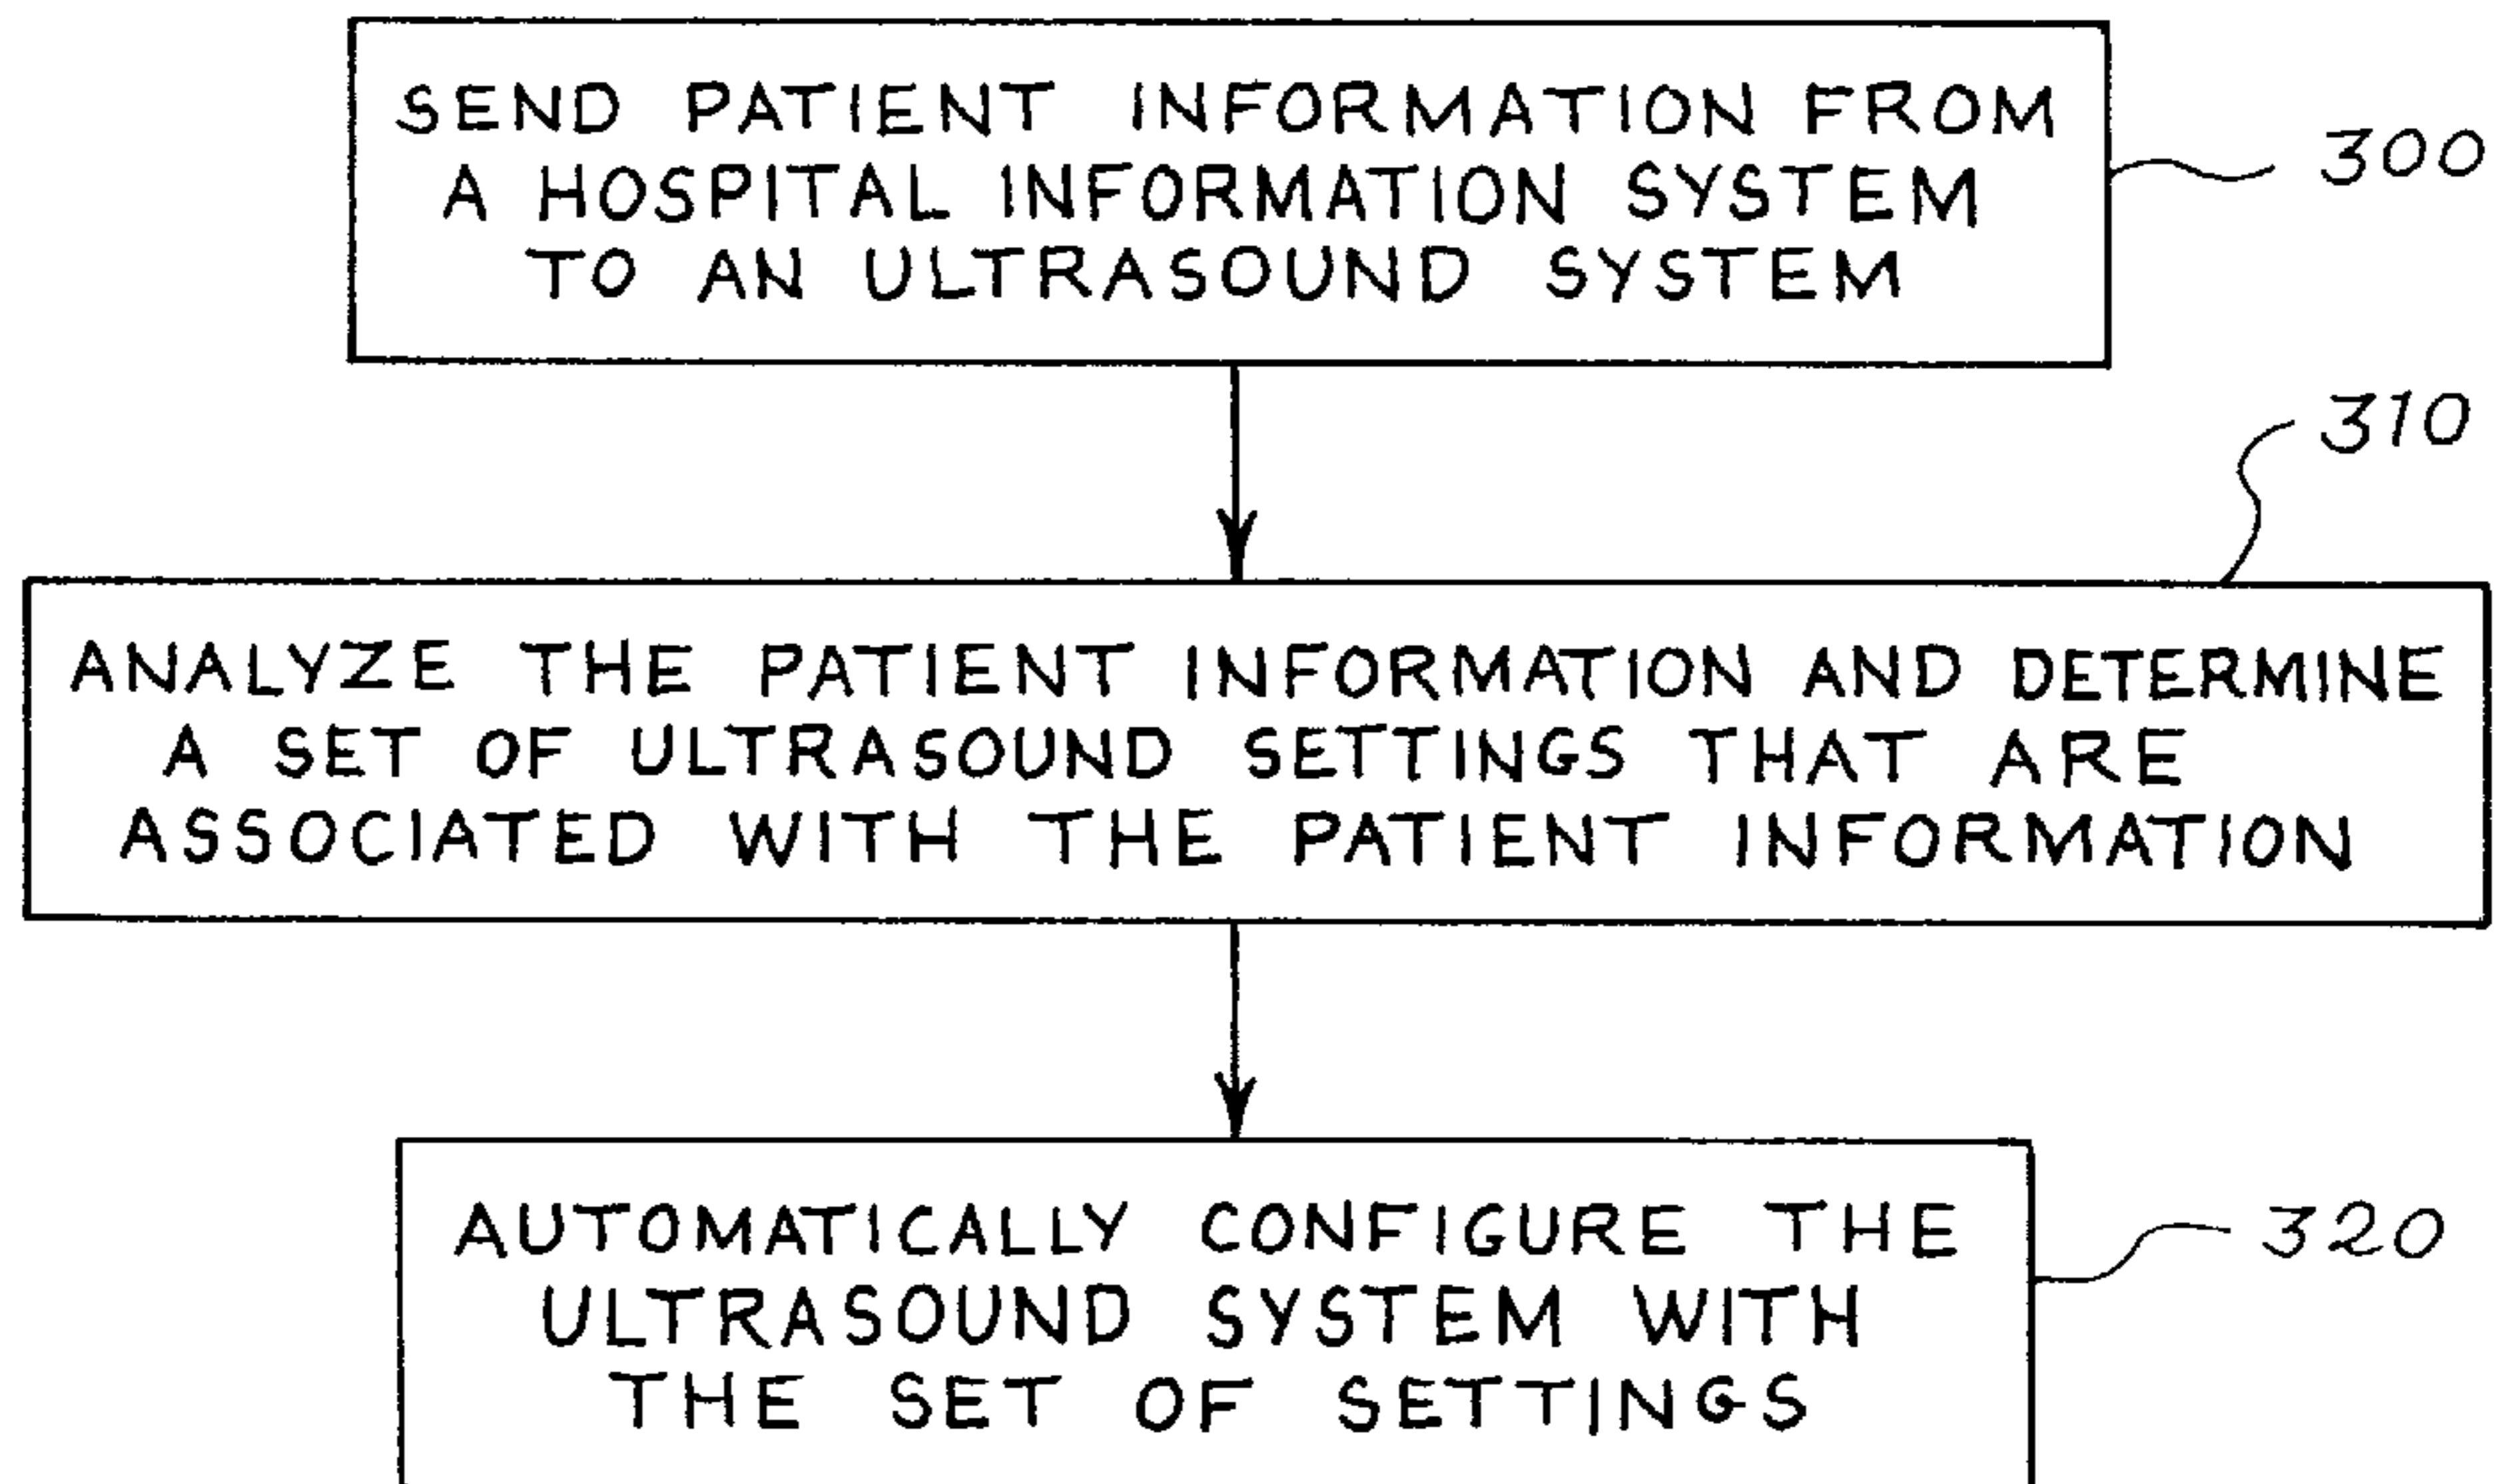 SEND PATIENT INFORMATION FROM
A HOSPITAL INFORMATION SYSTEM
TO AN ULTRASOUND SYSTEM
300
310
ANALYZE THE PATIENT INFORMATION AND DETERMINE
A SET OF ULTRASOUND SETTINGS THAT ARE
ASSOCIATED WITH THE PATIENT INFORMATION
AUTOMATICALLY CONFIGURE THE
ULTRASOUND SYSTEM WITH
THE SET OF SETTINGS
320